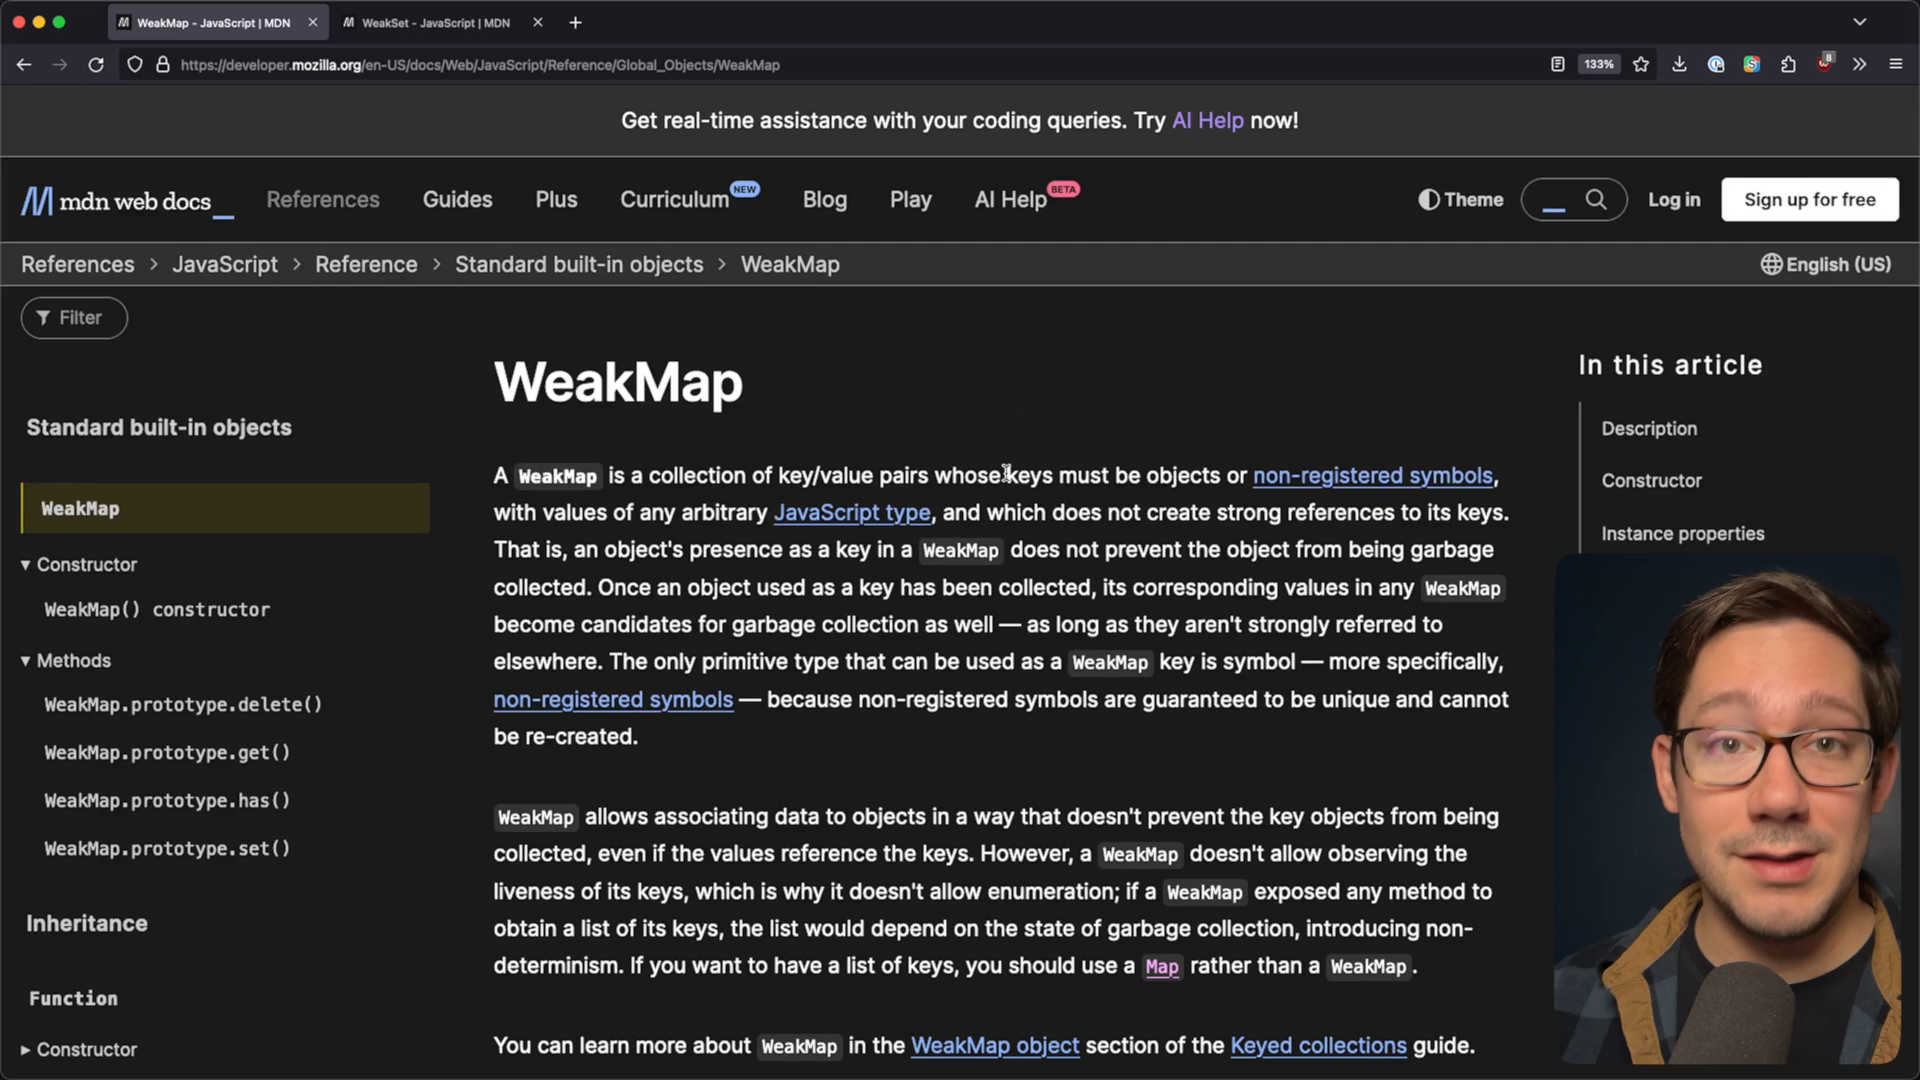 WeakMap - JavaScript | MDN
WeakSet - JavaScript | MDN
https://developer.mozilla.org/en-US/docs/Web/JavaScript/Reference/Global_Objects/WeakMap
133%
8
Get real-time assistance with your coding queries. Try AI Help now!
mdn web docs_
References
Guides
Plus
Curriculum NEW
Blog
Play
AI Help BETA
Theme
Log in
Sign up for free
References > JavaScript > Reference > Standard built-in objects > WeakMap
English (US)
Filter
Standard built-in objects
WeakMap
Constructor
WeakMap() constructor
Methods
WeakMap.prototype.delete()
WeakMap.prototype.get()
WeakMap.prototype.has()
WeakMap.prototype.set()
Inheritance
Function
Constructor
WeakMap
A WeakMap is a collection of key/value pairs whose keys must be objects or non-registered symbols,
with values of any arbitrary JavaScript type, and which does not create strong references to its keys.
That is, an object's presence as a key in a WeakMap does not prevent the object from being garbage
collected. Once an object used as a key has been collected, its corresponding values in any WeakMap
become candidates for garbage collection as well — as long as they aren't strongly referred to
elsewhere. The only primitive type that can be used as a WeakMap key is symbol — more specifically,
non-registered symbols — because non-registered symbols are guaranteed to be unique and cannot
be re-created.
WeakMap allows associating data to objects in a way that doesn't prevent the key objects from being
collected, even if the values reference the keys. However, a WeakMap doesn't allow observing the
liveness of its keys, which is why it doesn't allow enumeration; if a WeakMap exposed any method to
obtain a list of its keys, the list would depend on the state of garbage collection, introducing non-
determinism. If you want to have a list of keys, you should use a Map rather than a WeakMap.
You can learn more about WeakMap in the WeakMap object section of the Keyed collections guide.
In this article
Description
Constructor
Instance properties